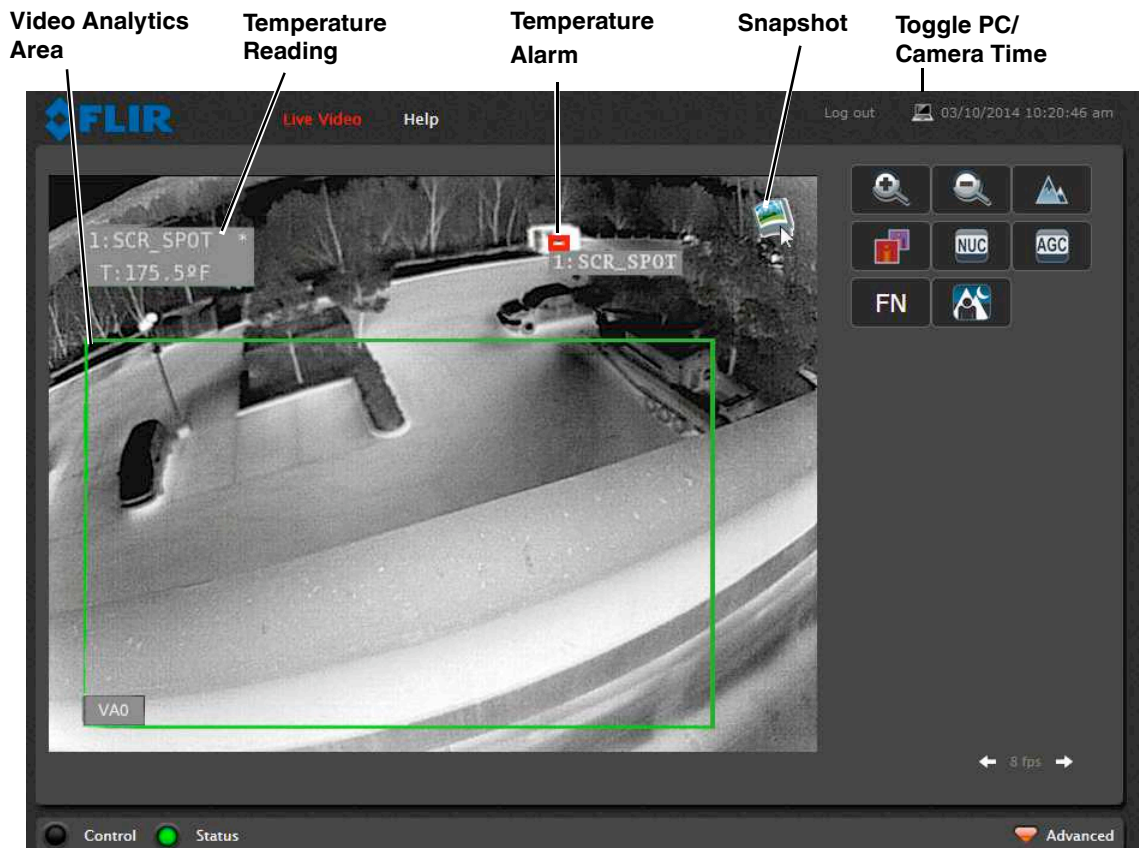 Video Analytics
Area
Temperature
Reading
Temperature
Alarm
Snapshot
Toggle PC/
Camera Time
FLIR
Live Video
Help
Log out
03/10/2014 10:20:46 am
1:SCR_SPOT *
T:175.5ºF
1:SCR_SPOT
NUC
AGC
FN
VA0
8 fps
Control
Status
Advanced